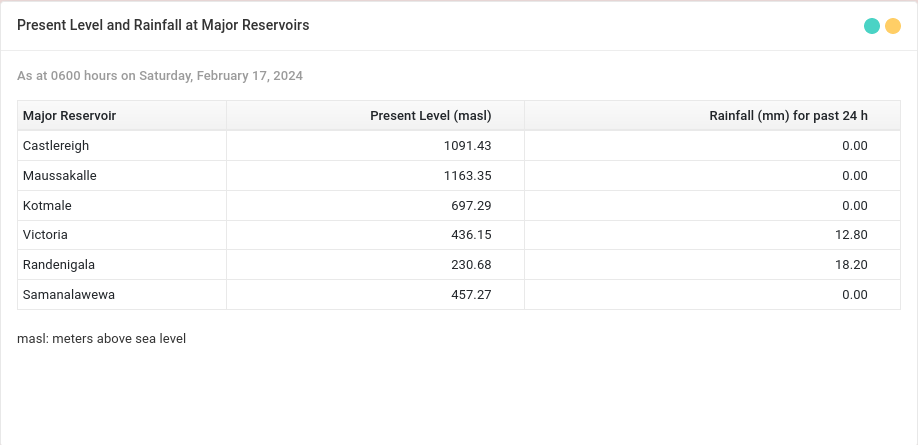 Present Level and Rainfall at Major Reservoirs
As at 0600 hours on Saturday, February 17, 2024
Major Reservoir Present Level (masl) Rainfall (mm) for past 24 h
Castlereigh 1091.43 0.00
Maussakalle 1163.35 0.00
Kotmale 697.29 0.00
Victoria 436.15 12.80
Randenigala 230.68 18.20
Samanalawewa 457.27 0.00
masl: meters above sea level